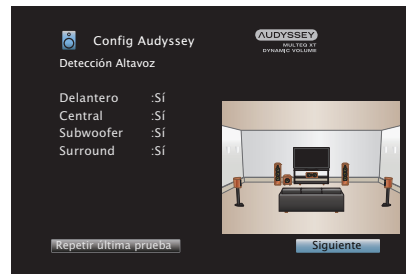 Config Audyssey
AUDYSSEY
MULTEQ XT
DYNAMIC VOLUME
Detección Altavoz
Delantero :Sí
Central :Sí
Subwoofer :Sí
Surround :Sí
Repetir última prueba
Siguiente